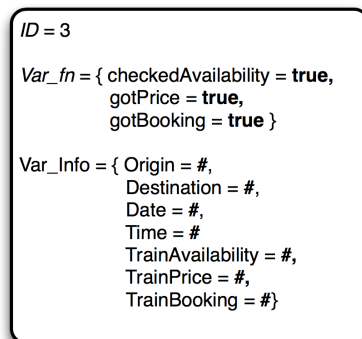 ID = 3
Var_fn = { checkedAvailability = true,
gotPrice = true,
gotBooking = true }
Var_Info = { Origin = #,
Destination = #,
Date = #,
Time = #
TrainAvailability = #,
TrainPrice = #,
TrainBooking = #}